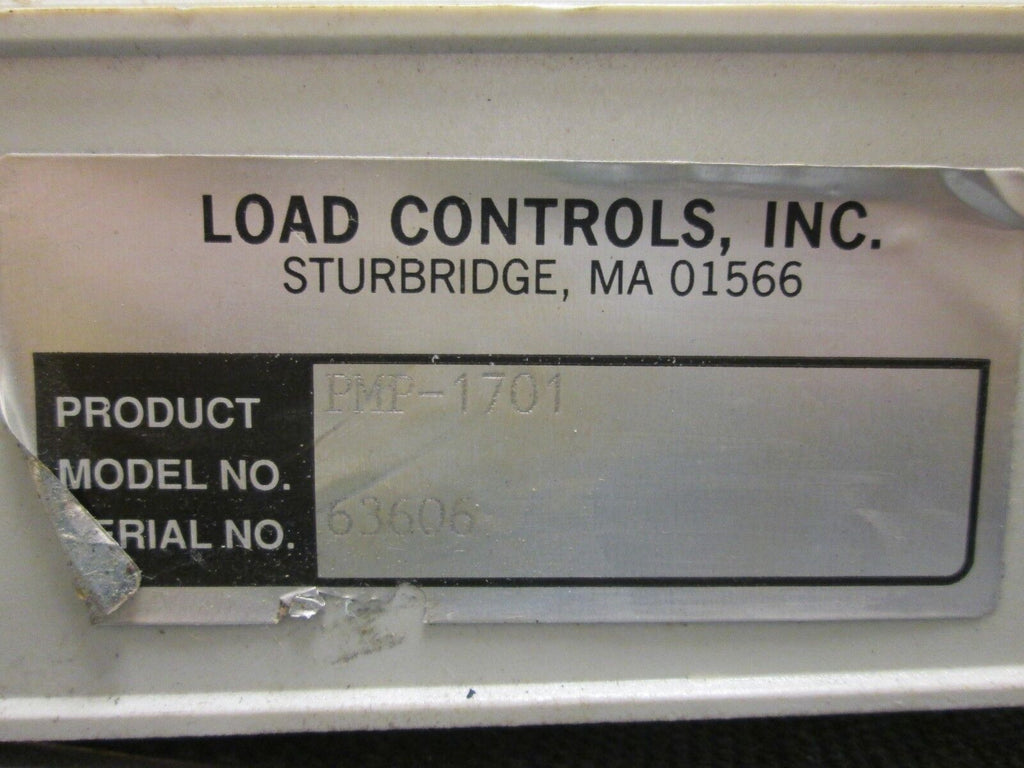 LOAD CONTROLS, INC.
STURBRIDGE, MA 01566
PRODUCT PMP-1701
MODEL NO.
ERIAL NO. 63606